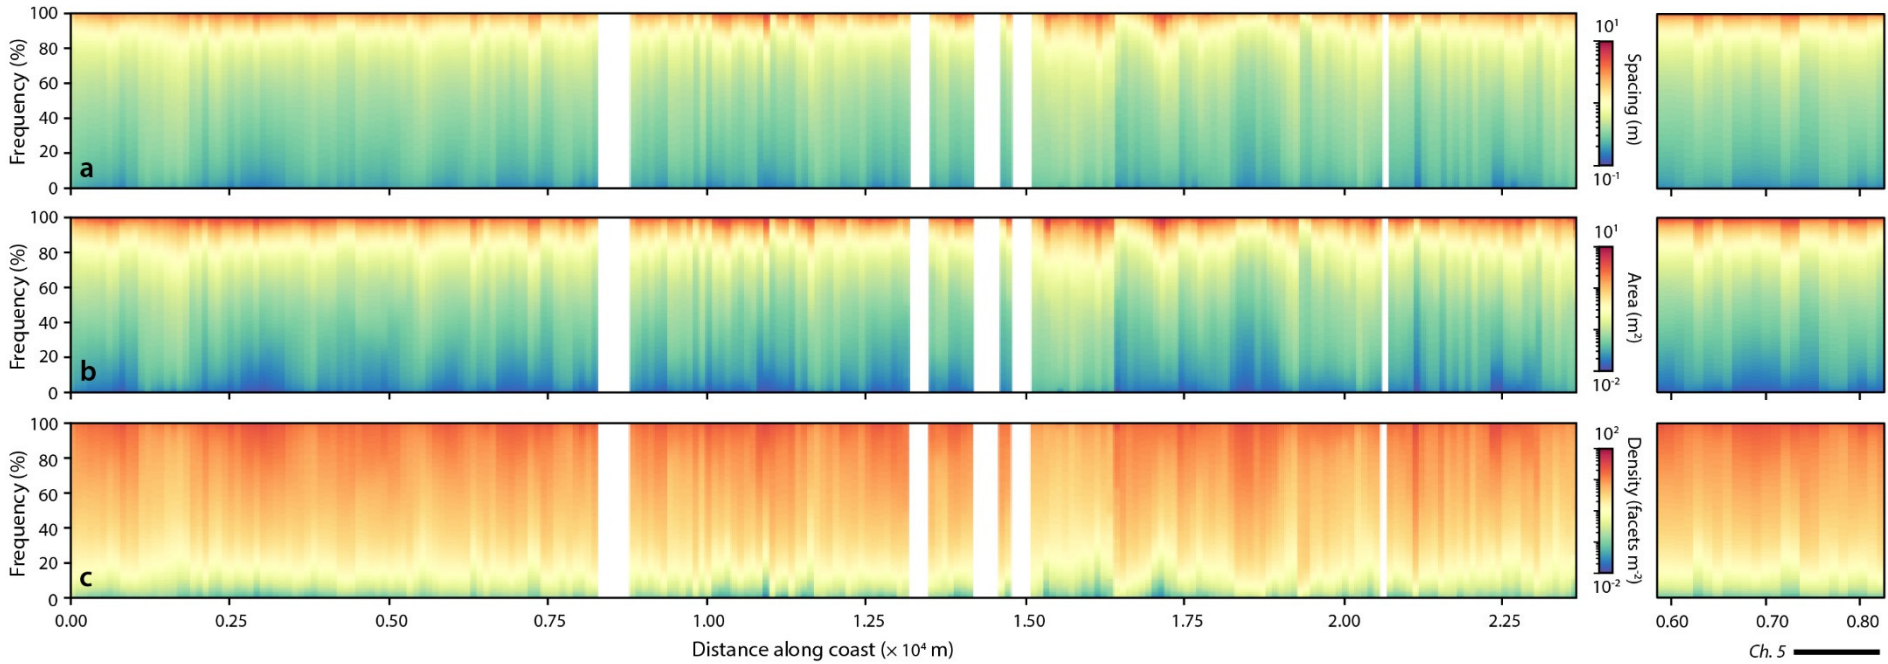 100
80
60
40
20
0
Frequency (%)
a
10¹
10⁻¹
Spacing (m)
100
80
60
40
20
0
Frequency (%)
b
10¹
10⁻²
Area (m²)
100
80
60
40
20
0
Frequency (%)
c
10²
10⁻²
Density (facets m⁻²)
0.00 0.25 0.50 0.75 1.00 1.25 1.50 1.75 2.00 2.25
0.60 0.70 0.80
Distance along coast (× 10⁴ m)
Ch. 5